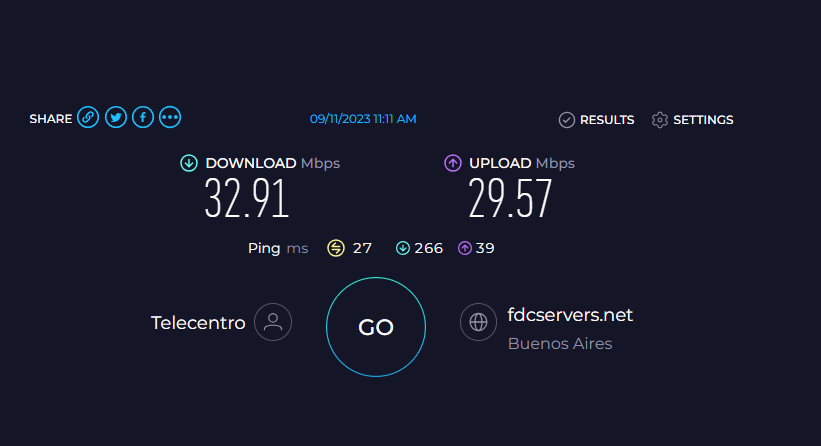 SHARE 09/11/2023 11:11 AM RESULTS SETTINGS
DOWNLOAD Mbps UPLOAD Mbps
32.91 29.57
Ping ms 27 266 39
Telecentro GO fdcservers.net
Buenos Aires